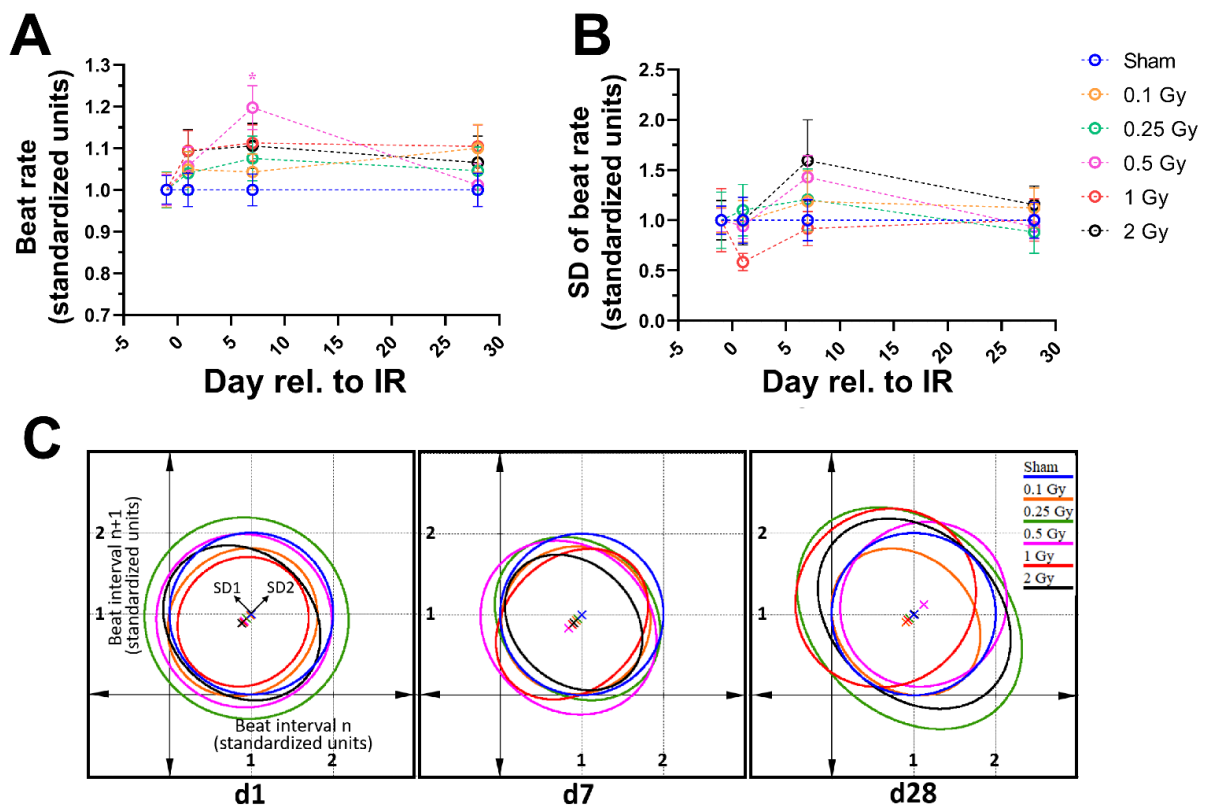 A
Beat rate
(standardized units)
1.3
1.2
1.1
1.0
0.9
0.8
0.7
*
-5
0
5
10
15
20
25
30
Day rel. to IR
B
SD of beat rate
(standardized units)
2.5
2.0
1.5
1.0
0.5
0.0
-5
0
5
10
15
20
25
30
Day rel. to IR
Sham
0.1 Gy
0.25 Gy
0.5 Gy
1 Gy
2 Gy
C
Beat interval n+1
(standardized units)
2
1
SD1
SD2
Beat interval n
(standardized units)
1
2
d1
2
1
1
2
d7
2
1
1
2
d28
Sham
0.1 Gy
0.25 Gy
0.5 Gy
1 Gy
2 Gy